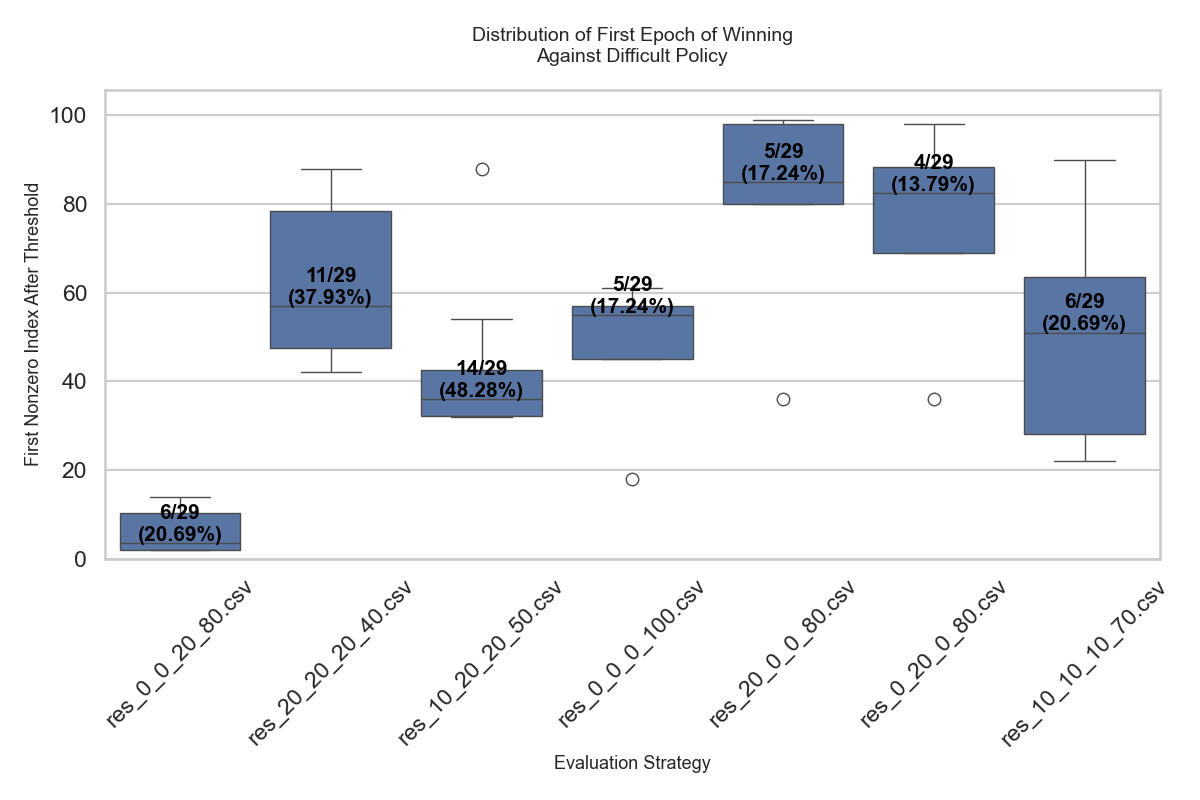 Distribution of First Epoch of Winning
Against Difficult Policy
First Nonzero Index After Threshold
100
80
60
40
20
0
6/29
(20.69%)
11/29
(37.93%)
14/29
(48.28%)
5/29
(17.24%)
5/29
(17.24%)
4/29
(13.79%)
6/29
(20.69%)
res_0_0_20_80.csv
res_20_20_20_40.csv
res_10_20_20_50.csv
res_0_0_0_100.csv
res_20_0_0_80.csv
res_0_20_0_80.csv
res_10_10_10_70.csv
Evaluation Strategy